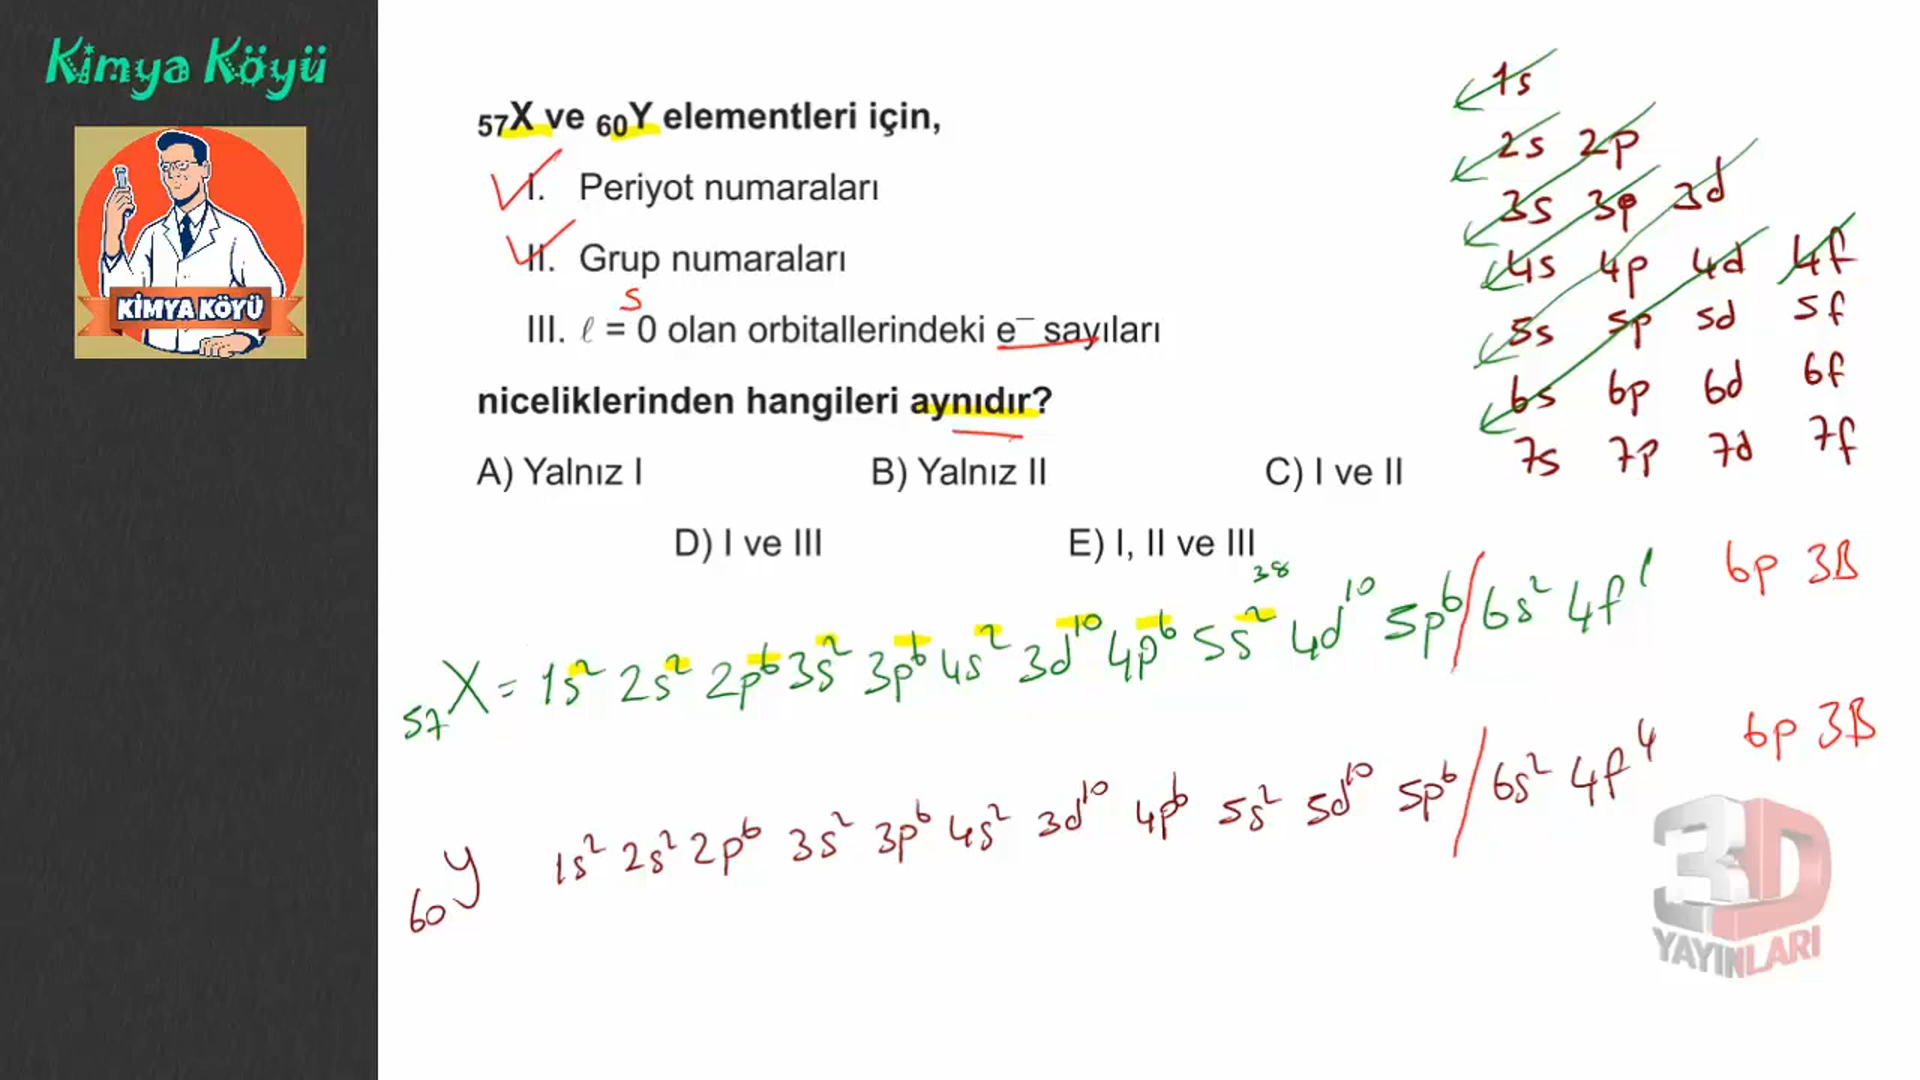 Kimya Köyü
KİMYA KÖYÜ
57X ve 60Y elementleri için,
I. Periyot numaraları
II. Grup numaraları
s
III. ℓ = 0 olan orbitallerindeki e⁻ sayıları
niceliklerinden hangileri aynıdır?
A) Yalnız I B) Yalnız II C) I ve II
D) I ve III E) I, II ve III
1s
2s 2p
3s 3p 3d
4s 4p 4d 4f
5s 5p 5d 5f
6s 6p 6d 6f
7s 7p 7d 7f
38
57X = 1s² 2s² 2p⁶ 3s² 3p⁶ 4s² 3d¹⁰ 4p⁶ 5s² 4d¹⁰ 5p⁶ / 6s² 4f¹ 6p 3B
60Y 1s² 2s² 2p⁶ 3s² 3p⁶ 4s² 3d¹⁰ 4p⁶ 5s² 5d¹⁰ 5p⁶ / 6s² 4f⁴ 6p 3B
3D
YAYINLARI